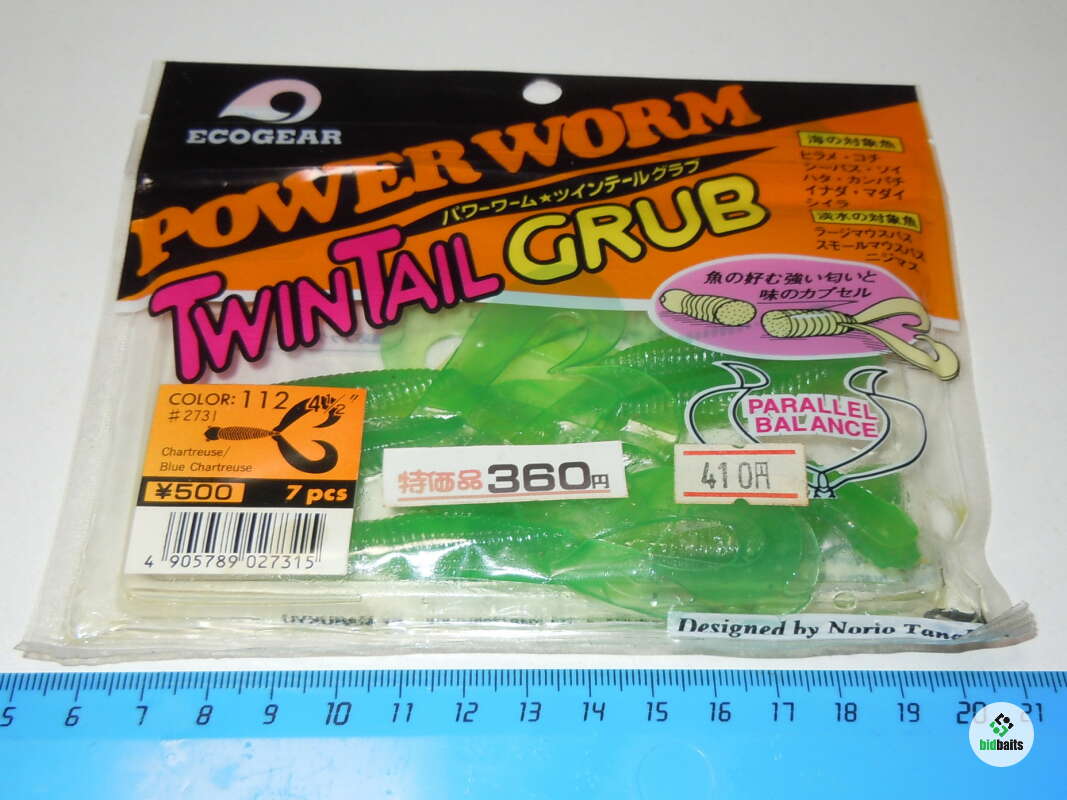 ECOGEAR
POWER WORM
パワーワーム★ツインテールグラブ
TWIN TAIL GRUB
海の対象魚
ヒラメ・コチ
シーバス・ソイ
ハタ・カンパチ
イナダ・マダイ
シイラ
淡水の対象魚
ラージマウスバス
スモールマウスバス
ニジマス
魚の好む強い匂いと
味のカプセル
PARALLEL
BALANCE
COLOR: 112 4½"
#2731
Chartreuse/
Blue Chartreuse
¥500 7 pcs
4 905789 027315
特価品 360円
410円
Designed by Norio
5 6 7 8 9 10 11 12 13 14 15 16 17 18 19 20 21
bidbaits